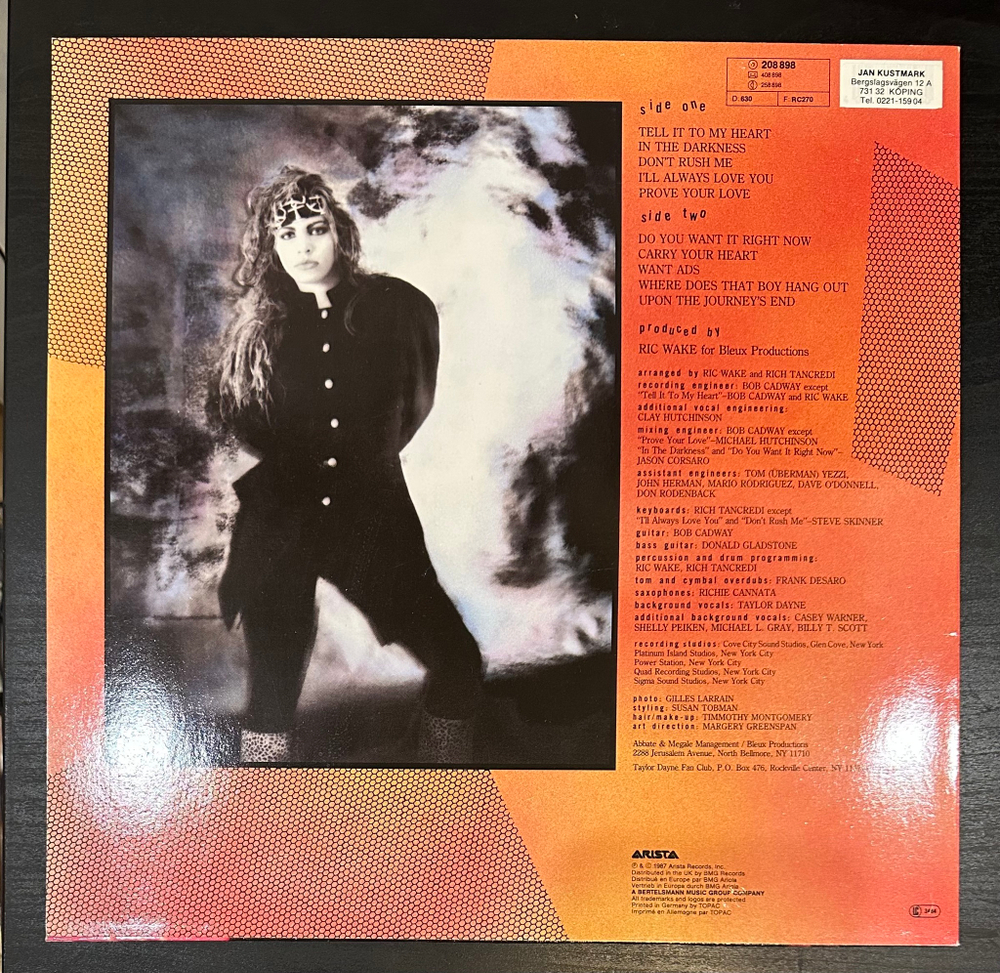 208 898
408 898
258 898
D: 630 F: RC270
JAN KUSTMARK
Bergslagsvägen 12 A
731 32 KÖPING
Tel. 0221-159 04
side one
TELL IT TO MY HEART
IN THE DARKNESS
DON'T RUSH ME
I'LL ALWAYS LOVE YOU
PROVE YOUR LOVE
side two
DO YOU WANT IT RIGHT NOW
CARRY YOUR HEART
WANT ADS
WHERE DOES THAT BOY HANG OUT
UPON THE JOURNEY'S END
produced by
RIC WAKE for Bleux Productions
arranged by RIC WAKE and RICH TANCREDI
recording engineer: BOB CADWAY except
"Tell It To My Heart"–BOB CADWAY and RIC WAKE
additional vocal engineering:
CLAY HUTCHINSON
mixing engineer: BOB CADWAY except
"Prove Your Love"–MICHAEL HUTCHINSON
"In The Darkness" and "Do You Want It Right Now"–
JASON CORSARO
assistant engineers: TOM (ÜBERMAN) YEZZI,
JOHN HERMAN, MARIO RODRIGUEZ, DAVE O'DONNELL,
DON RODENBACK
keyboards: RICH TANCREDI except
"I'll Always Love You" and "Don't Rush Me"–STEVE SKINNER
guitar: BOB CADWAY
bass guitar: DONALD GLADSTONE
percussion and drum programming:
RIC WAKE, RICH TANCREDI
tom and cymbal overdubs: FRANK DESARO
saxophones: RICHIE CANNATA
background vocals: TAYLOR DAYNE
additional background vocals: CASEY WARNER,
SHELLY PEIKEN, MICHAEL L. GRAY, BILLY T. SCOTT
recording studios: Cove City Sound Studios, Glen Cove, New York
Platinum Island Studios, New York City
Power Station, New York City
Quad Recording Studios, New York City
Sigma Sound Studios, New York City
photo: GILLES LARRAIN
styling: SUSAN TOBMAN
hair/make-up: TIMMOTHY MONTGOMERY
art direction: MARGERY GREENSPAN
Abbate & Megale Management / Bleux Productions
2288 Jerusalem Avenue, North Bellmore, NY 11710
Taylor Dayne Fan Club, P.O. Box 476, Rockville Center, NY
ARISTA
℗ & © 1987 Arista Records, Inc.
Distributed in the UK by BMG Records
Distribué en Europe par BMG Ariola
Vertrieb in Europa durch BMG Ariola
A BERTELSMANN MUSIC GROUP COMPANY
All trademarks and logos are protected
Printed in Germany by TOPAC
Imprimé en Allemagne par TOPAC